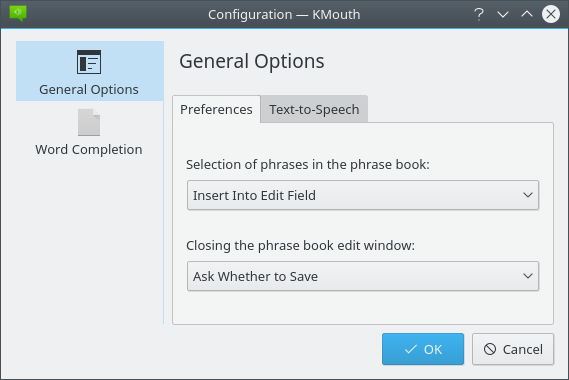 Configuration — KMouth
General Options
Word Completion
General Options
Preferences Text-to-Speech
Selection of phrases in the phrase book:
Insert Into Edit Field
Closing the phrase book edit window:
Ask Whether to Save
OK Cancel